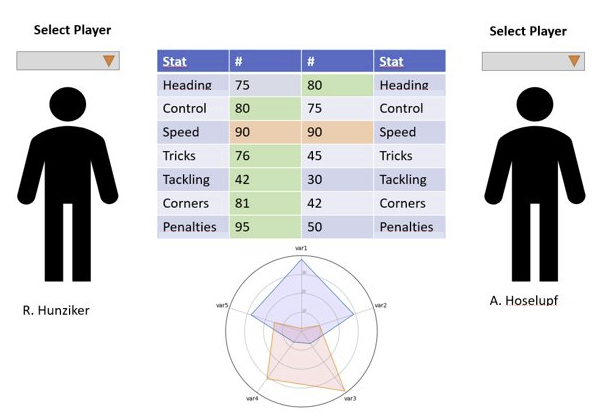 Select Player
Select Player
Stat # # Stat
Heading 75 80 Heading
Control 80 75 Control
Speed 90 90 Speed
Tricks 76 45 Tricks
Tackling 42 30 Tackling
Corners 81 42 Corners
Penalties 95 50 Penalties
var1
var5 var2
R. Hunziker
A. Hoselupf
var4 var3